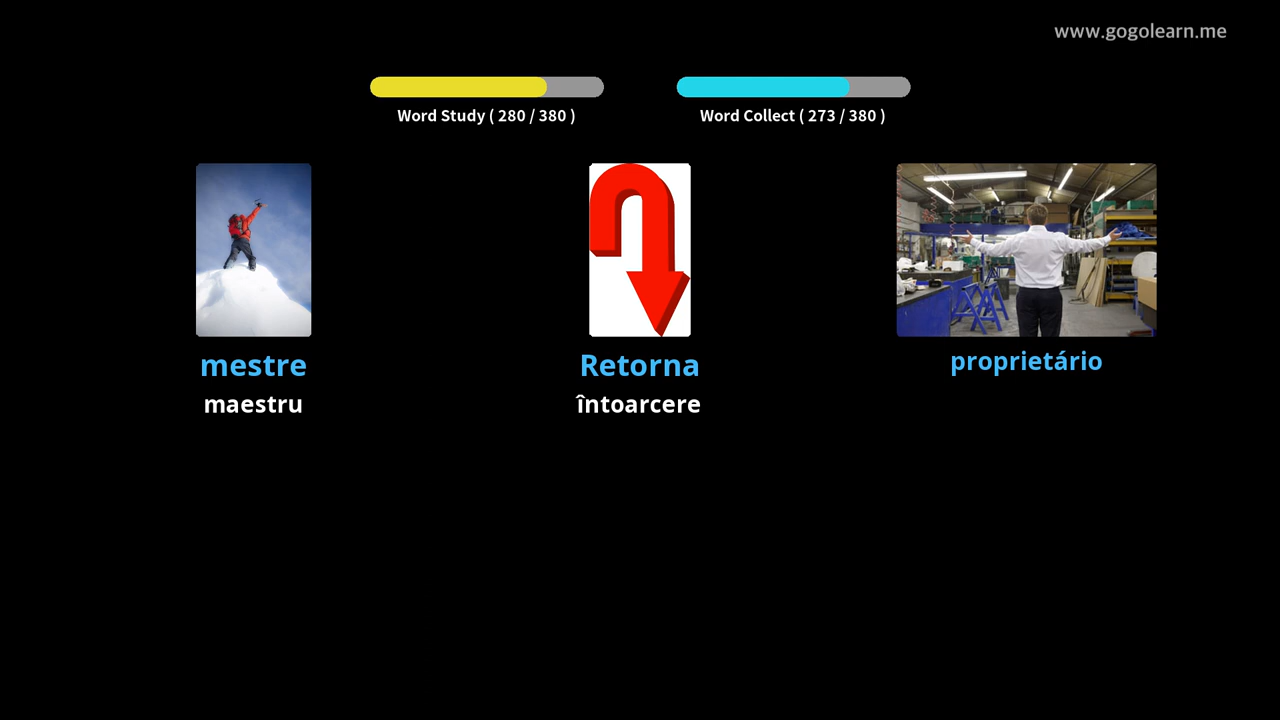 www.gogolearn.me
Word Study ( 280 / 380 )
Word Collect ( 273 / 380 )
mestre
maestru
Retorna
întoarcere
proprietário